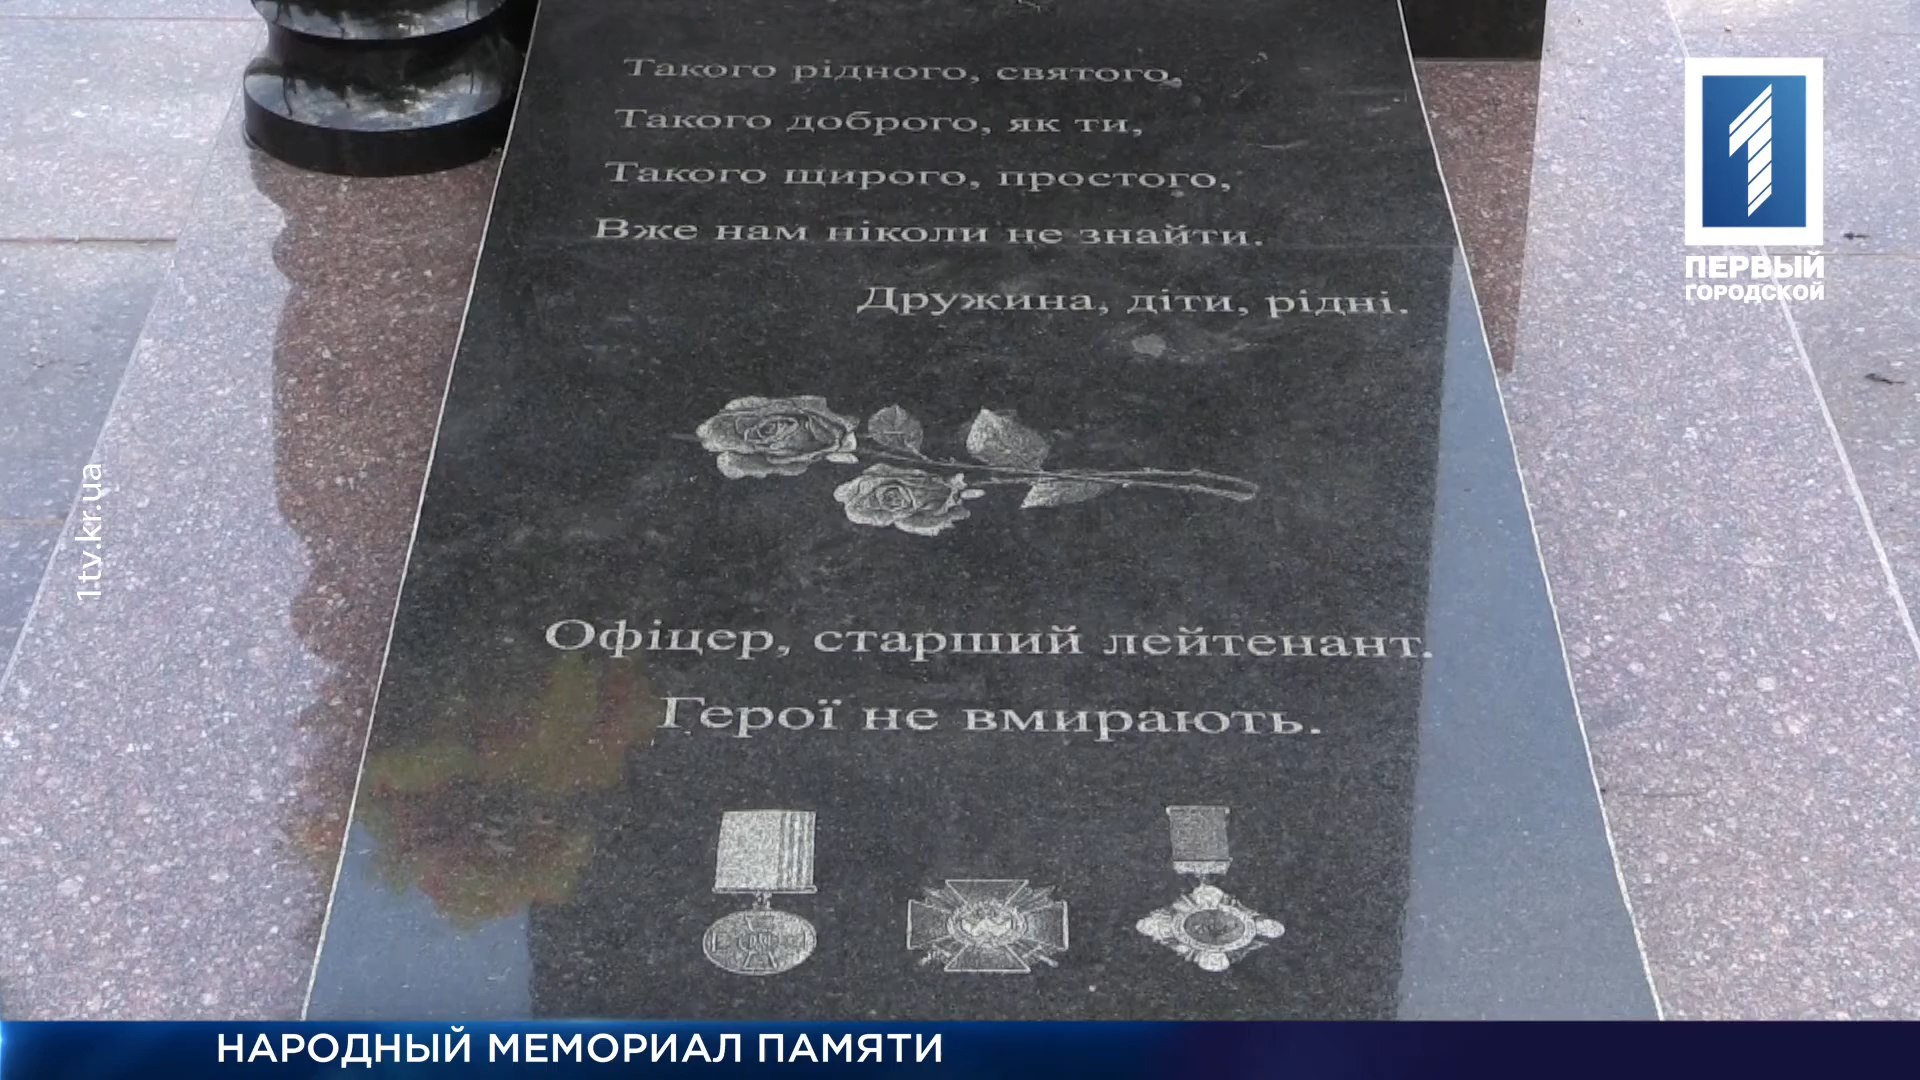 Такого рідного, святого,
Такого доброго, як ти,
Такого щирого, простого,
Вже нам ніколи не знайти.
Дружина, діти, рідні.
Офіцер, старший лейтенант.
Герої не вмирають.
ПЕРВЫЙ
ГОРОДСКОЙ
1tv.kr.ua
НАРОДНЫЙ МЕМОРИАЛ ПАМЯТИ